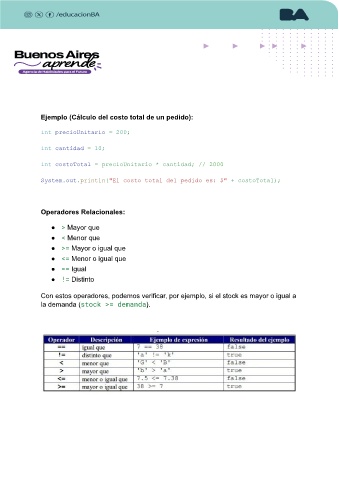 /educacionBA
BA
Buenos Aires
aprende
Agencia de Habilidades para el Futuro
Ejemplo (Cálculo del costo total de un pedido):
int precioUnitario = 200;
int cantidad = 10;
int costoTotal = precioUnitario * cantidad; // 2000
System.out.println("El costo total del pedido es: $" + costoTotal);
Operadores Relacionales:
● > Mayor que
● < Menor que
● >= Mayor o igual que
● <= Menor o igual que
● == Igual
● != Distinto
Con estos operadores, podemos verificar, por ejemplo, si el stock es mayor o igual a
la demanda (stock >= demanda).
Operador Descripción Ejemplo de expresión Resultado del ejemplo
== igual que 7 == 38 false
!= distinto que 'a' != 'k' true
< menor que 'G' < 'B' false
> mayor que 'b' > 'a' true
<= menor o igual que 7.5 <= 7.38 false
>= mayor o igual que 38 >= 7 true